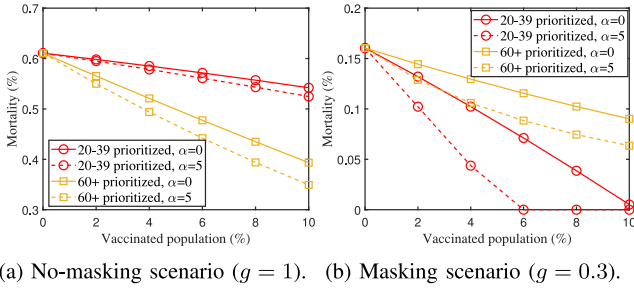 0.7
0.6
0.5
0.4
0.3
Mortality (%)
20-39 prioritized, α=0
20-39 prioritized, α=5
60+ prioritized, α=0
60+ prioritized, α=5
0 2 4 6 8 10
Vaccinated population (%)
(a) No-masking scenario (g = 1).
0.2
0.15
0.1
0.05
0
Mortality (%)
20-39 prioritized, α=0
20-39 prioritized, α=5
60+ prioritized, α=0
60+ prioritized, α=5
0 2 4 6 8 10
Vaccinated population (%)
(b) Masking scenario (g = 0.3).